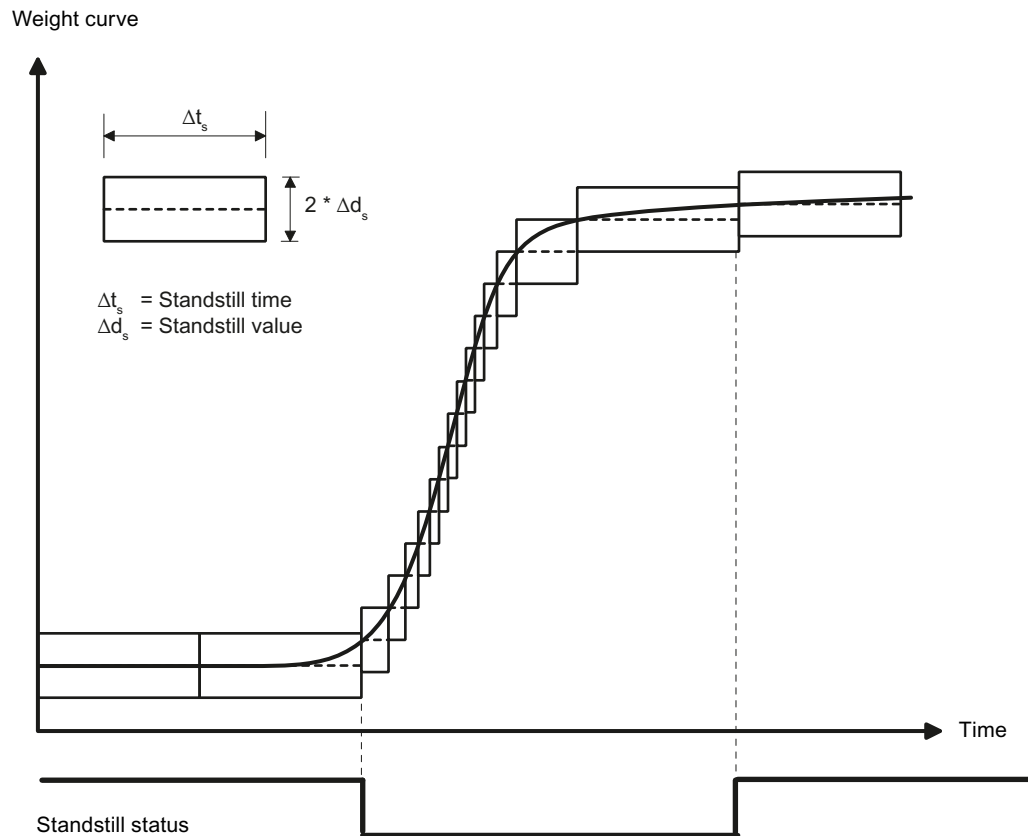 Weight curve
Δtₛ
2 * Δdₛ
Δtₛ = Standstill time
Δdₛ = Standstill value
Time
Standstill status